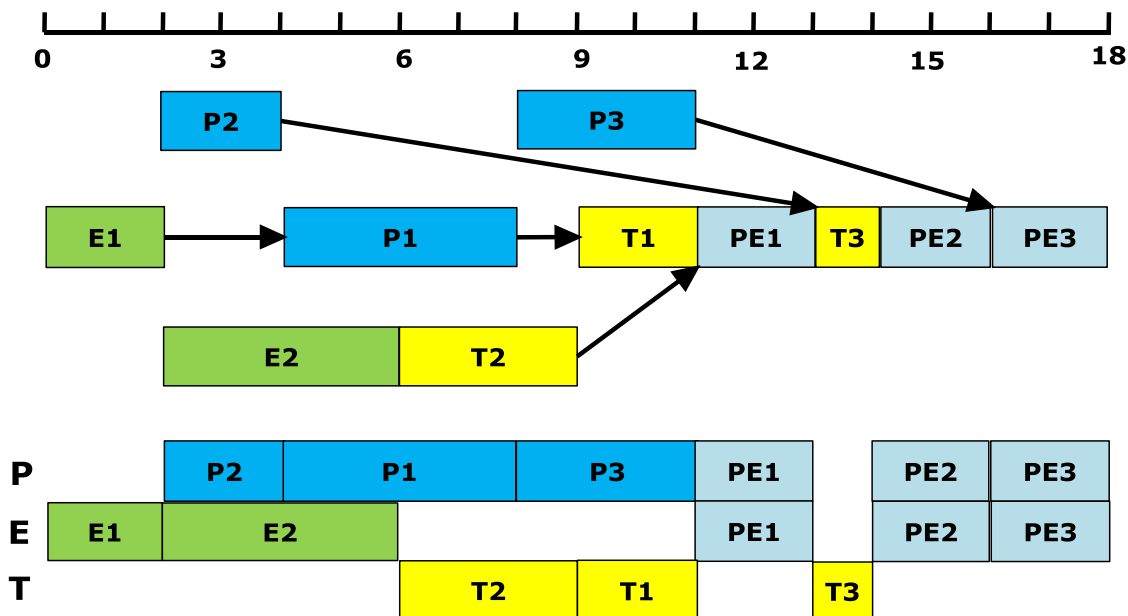 0 3 6 9 12 15 18
P2 P3
E1 P1 T1 PE1 T3 PE2 PE3
E2 T2
P P2 P1 P3 PE1 PE2 PE3
E E1 E2 PE1 PE2 PE3
T T2 T1 T3